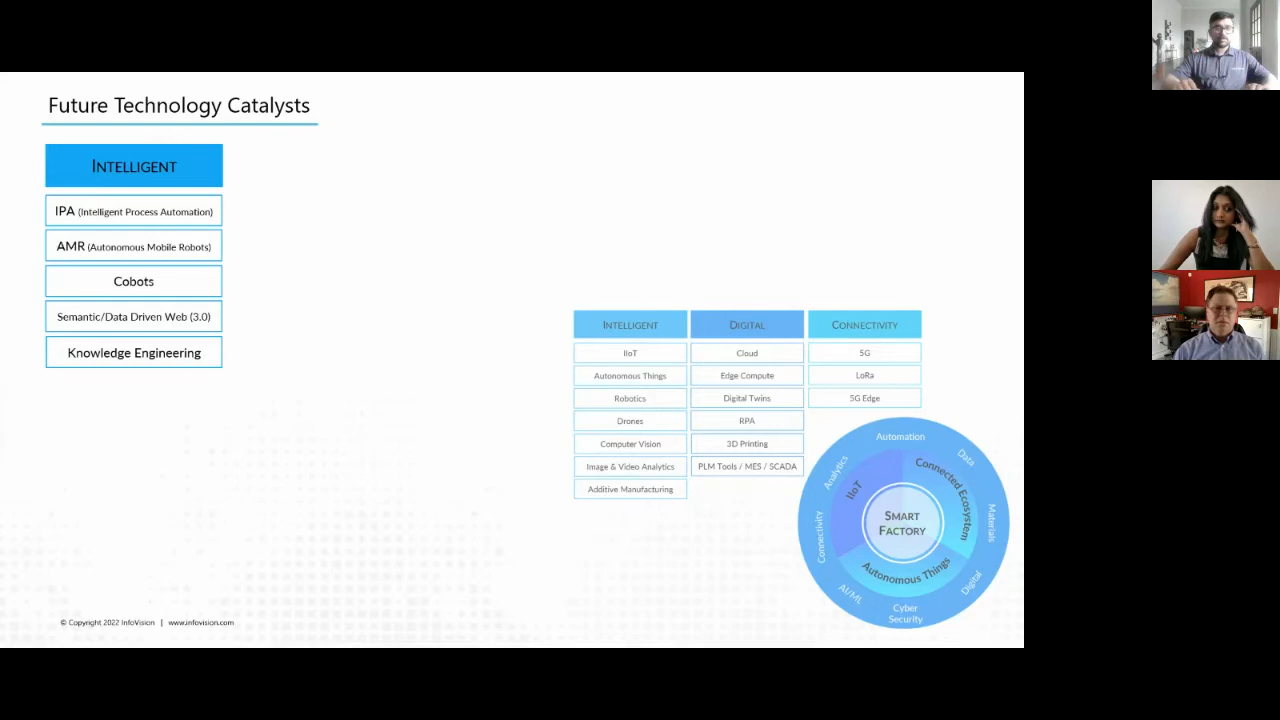 Future Technology Catalysts
INTELLIGENT
IPA (Intelligent Process Automation)
AMR (Autonomous Mobile Robots)
Cobots
Semantic/Data Driven Web (3.0)
Knowledge Engineering
INTELLIGENT
IIoT
Autonomous Things
Robotics
Drones
Computer Vision
Image & Video Analytics
Additive Manufacturing
DIGITAL
Cloud
Edge Compute
Digital Twins
RPA
3D Printing
PLM Tools / MES / SCADA
CONNECTIVITY
5G
LoRa
5G Edge
Automation
Data
Materials
Digital
Cyber
Security
AI/ML
Connectivity
Analytics
IIoT
Connected Ecosystem
Autonomous Things
SMART
FACTORY
© Copyright 2022 InfoVision | www.infovision.com